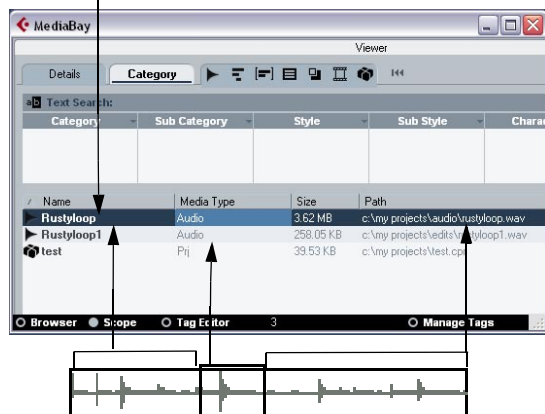 MediaBay
Viewer
Details Category
Text Search:
Category Sub Category Style Sub Style Charac
Name Media Type Size Path
Rustyloop Audio 3.62 MB c:\my projects\audio\rustyloop.wav
Rustyloop1 Audio 258.05 KB c:\my projects\edits\rustyloop1.wav
test Prj 39.53 KB c:\my projects\test.cpr
Browser Scope Tag Editor 3 Manage Tags